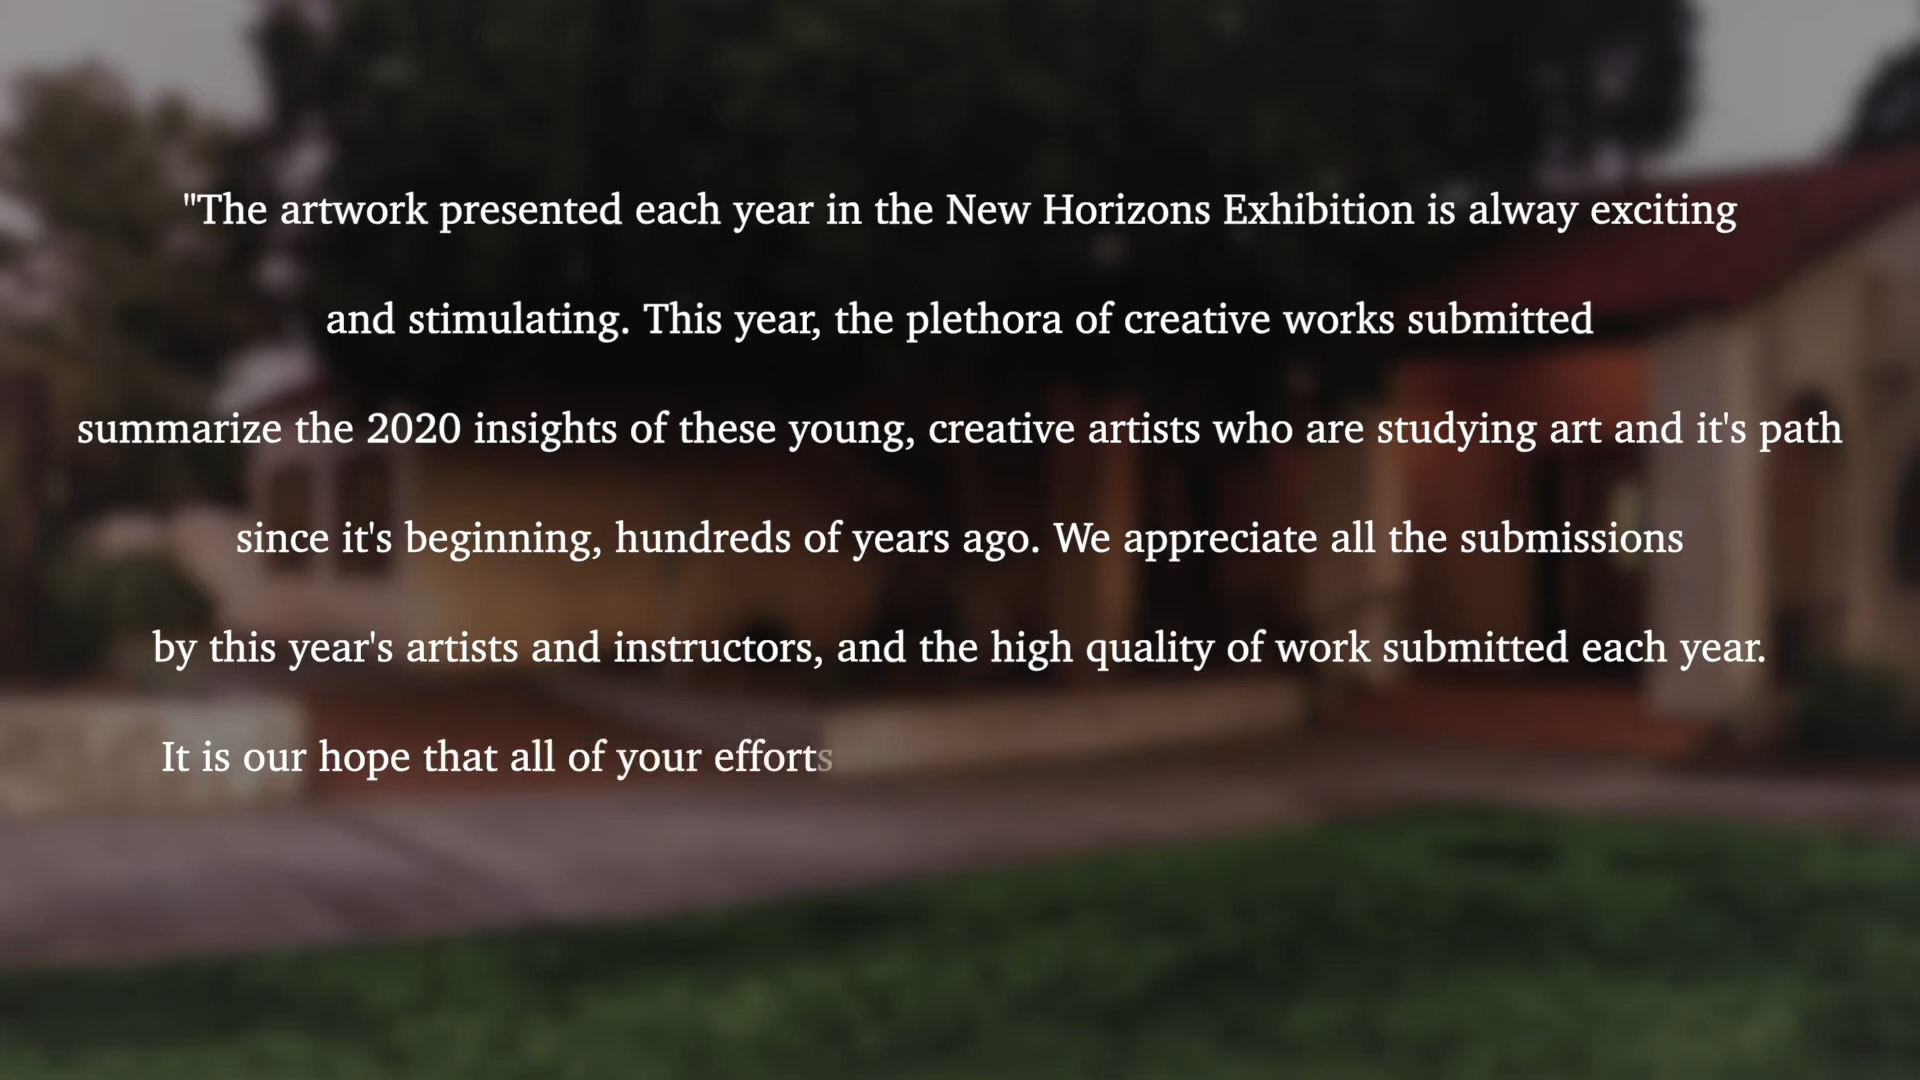 "The artwork presented each year in the New Horizons Exhibition is alway exciting
and stimulating. This year, the plethora of creative works submitted
summarize the 2020 insights of these young, creative artists who are studying art and it's path
since it's beginning, hundreds of years ago. We appreciate all the submissions
by this year's artists and instructors, and the high quality of work submitted each year.
It is our hope that all of your efforts